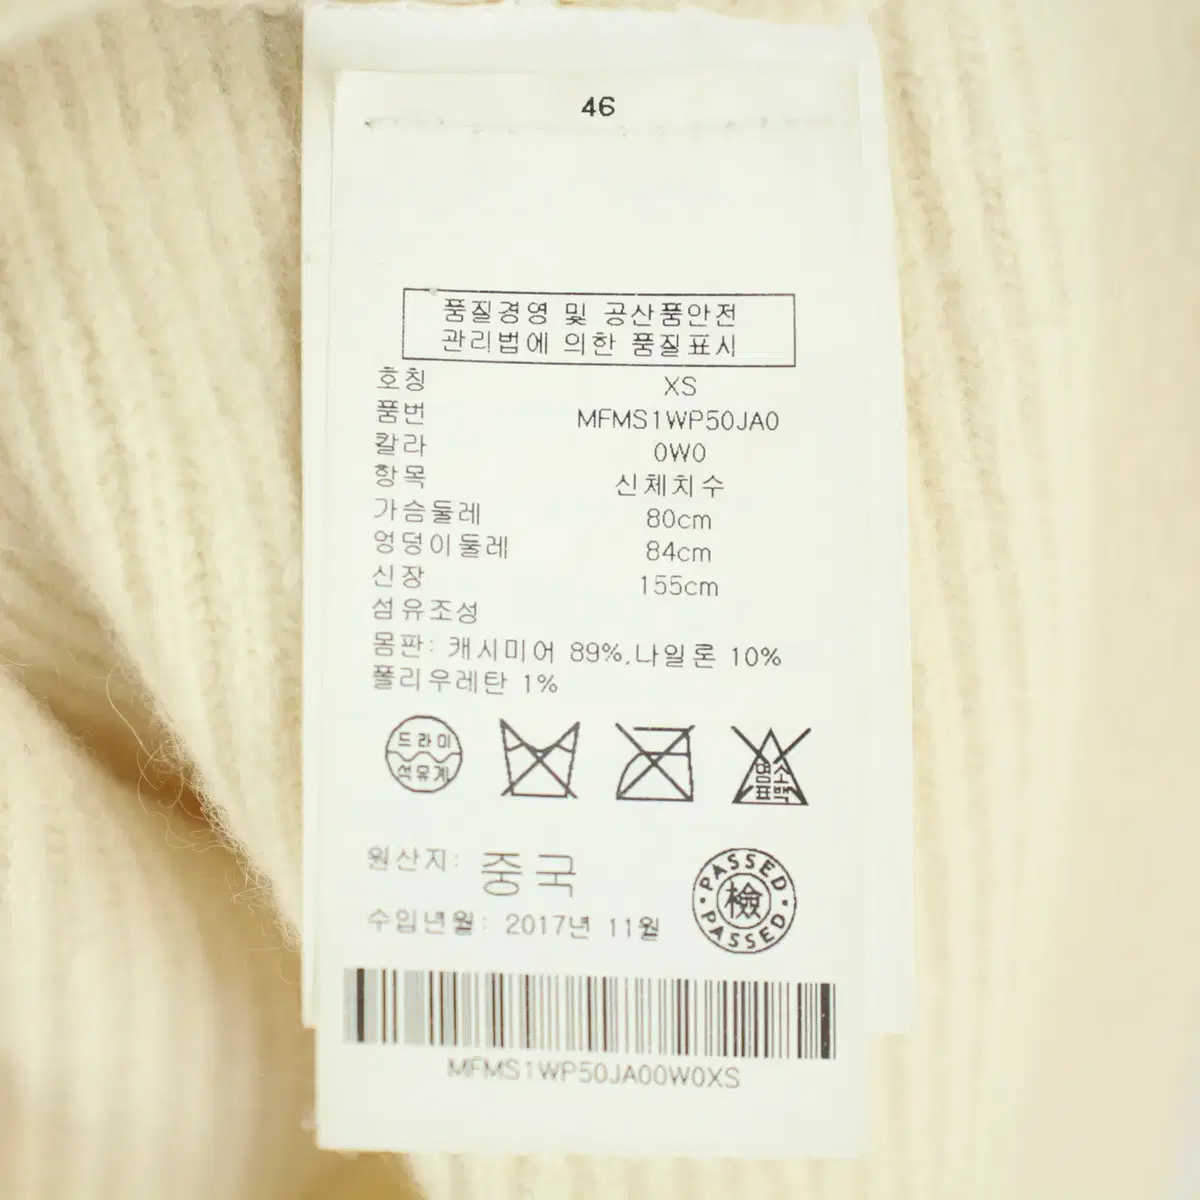 46
품질경영 및 공산품안전
관리법에 의한 품질표시
호칭 XS
품번 MFMS1WP50JA0
칼라 0W0
항목 신체치수
가슴둘레 80cm
엉덩이둘레 84cm
신장 155cm
섬유조성
몸판: 캐시미어 89%,나일론 10%
폴리우레탄 1%
드라이
석유계
염소
표백
원산지: 중국
PASSED
檢
PASSED
수입년월: 2017년 11월
MFMS1WP50JA00W0XS